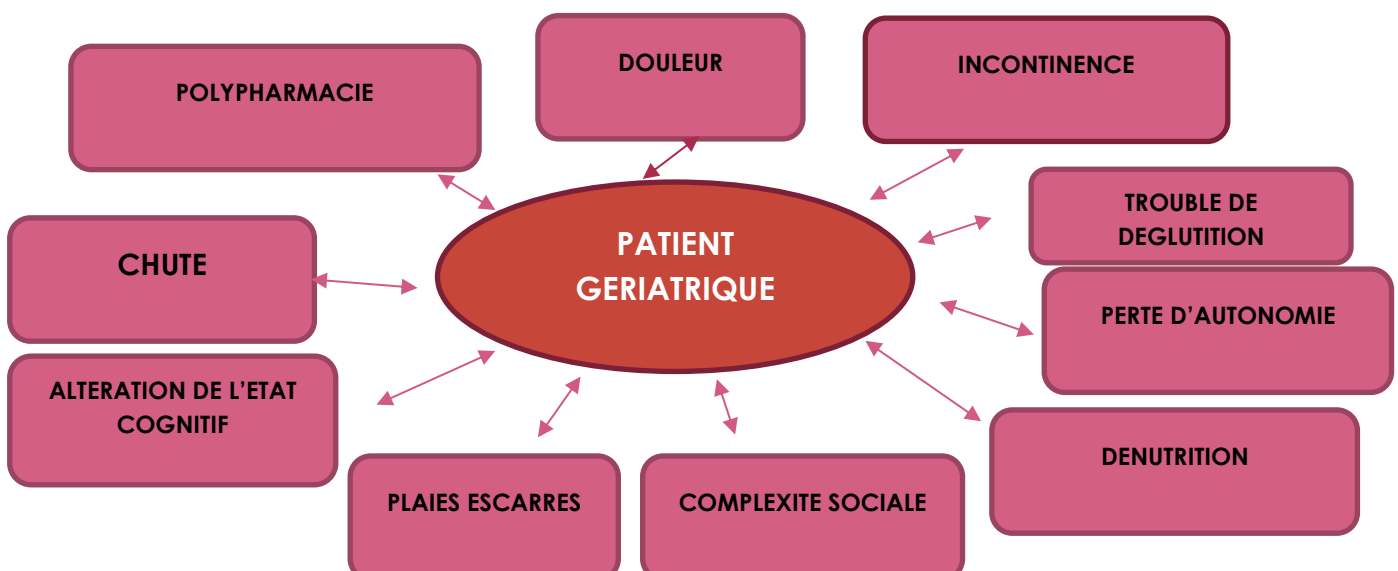 DOULEUR
INCONTINENCE
POLYPHARMACIE
TROUBLE DE
DEGLUTITION
PATIENT
GERIATRIQUE
CHUTE
PERTE D’AUTONOMIE
ALTERATION DE L’ETAT
COGNITIF
DENUTRITION
PLAIES ESCARRES
COMPLEXITE SOCIALE